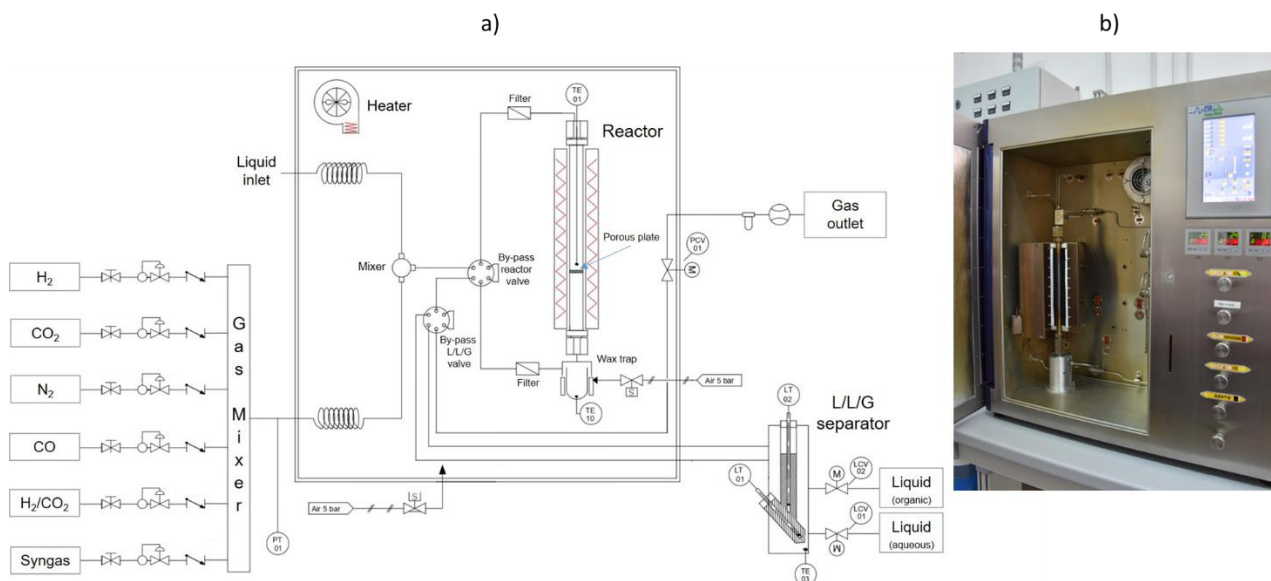 a)
b)
Heater
Filter
TE
01
Reactor
Liquid
inlet
Porous plate
Gas
outlet
PCV
01
M
Mixer
By-pass
reactor
valve
By-pass
L/L/G
valve
H2
CO2
N2
CO
H2/CO2
Syngas
Gas Mixer
PT
01
Filter
Wax trap
S
Air 5 bar
TE
10
L/L/G
separator
LT
02
LT
01
M
LCV
02
Liquid
(organic)
LCV
01
M
Liquid
(aqueous)
TE
03
Air 5 bar
S